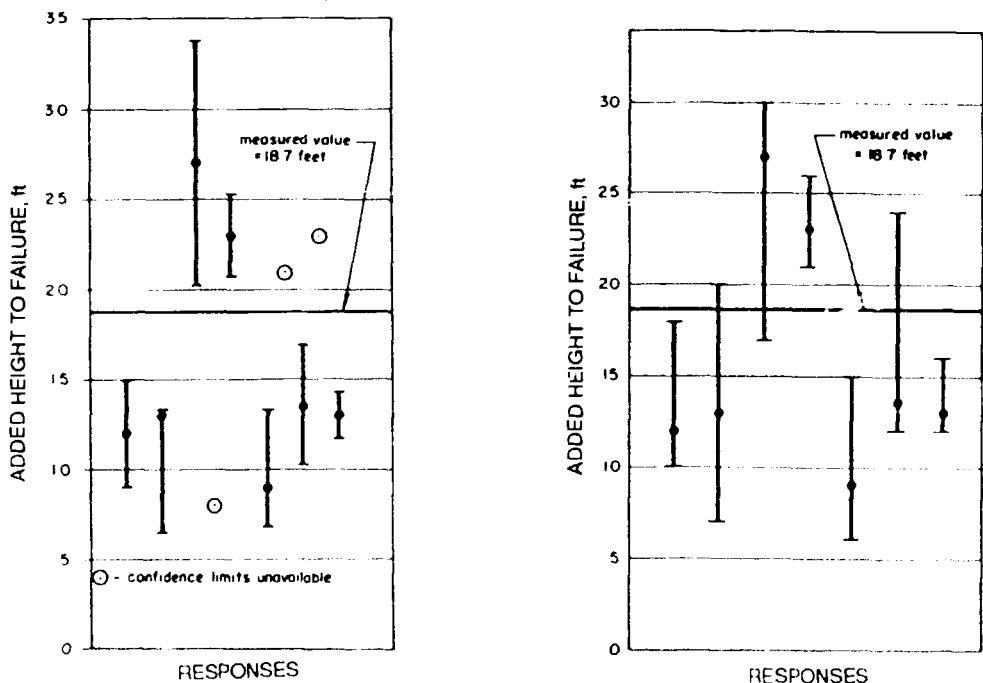 35
30
25
20
15
10
5
0
ADDED HEIGHT TO FAILURE, ft
measured value
= 18.7 feet
- confidence limits unavailable
RESPONSES
30
25
20
15
10
5
0
ADDED HEIGHT TO FAILURE, ft
measured value
= 18.7 feet
RESPONSES